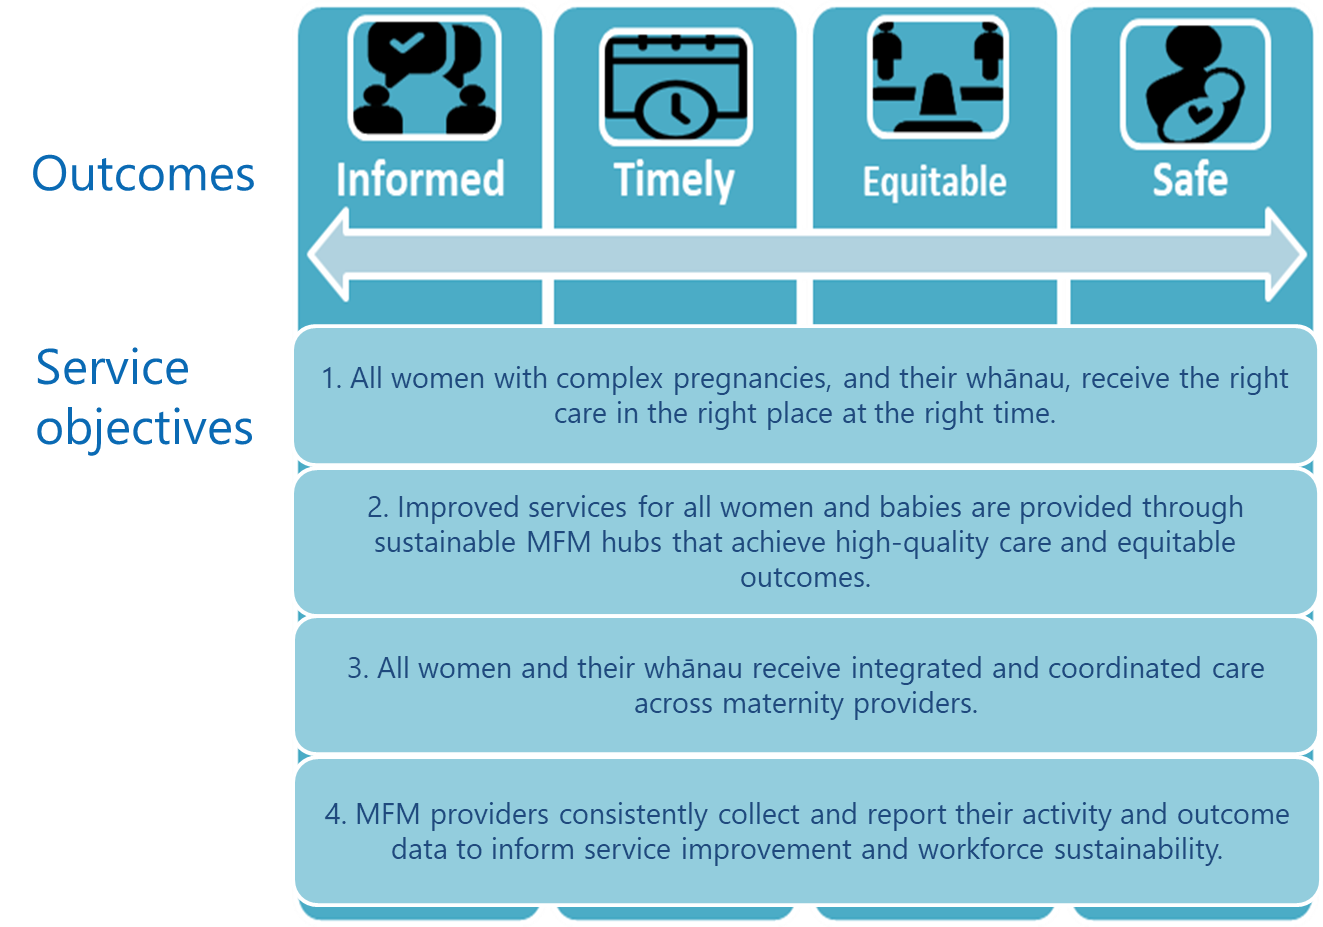 Outcomes
Informed
Timely
Equitable
Safe
Service
objectives
1. All women with complex pregnancies, and their whānau, receive the right
care in the right place at the right time.
2. Improved services for all women and babies are provided through
sustainable MFM hubs that achieve high-quality care and equitable
outcomes.
3. All women and their whānau receive integrated and coordinated care
across maternity providers.
4. MFM providers consistently collect and report their activity and outcome
data to inform service improvement and workforce sustainability.